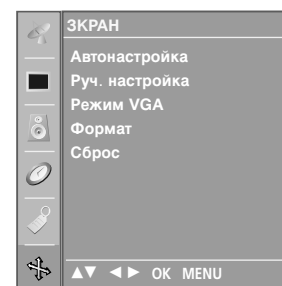 ЭКРАН
Автонастройка
Руч. настройка
Режим VGA
Формат
Сброс
▲▼ ◄► OK MENU